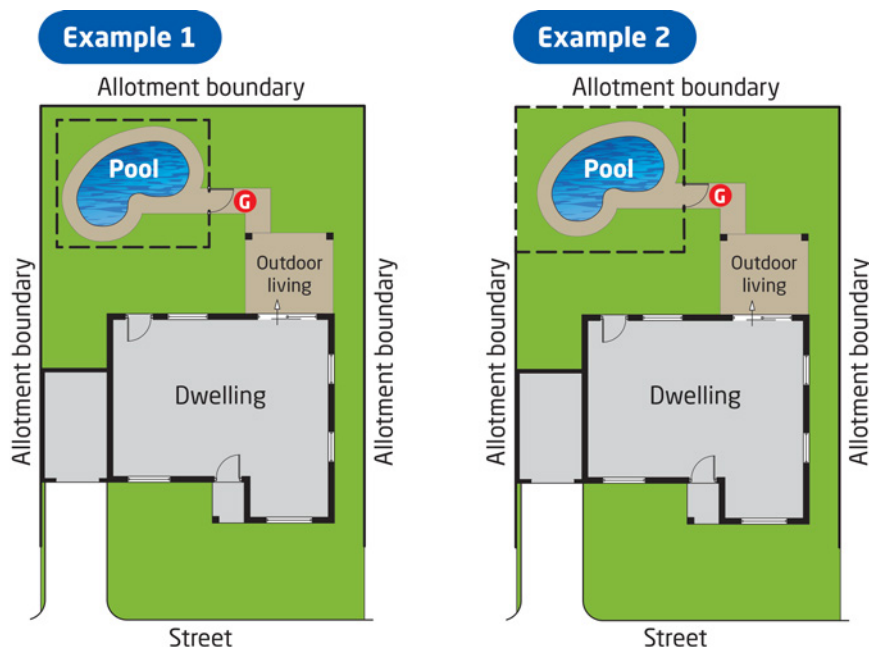 Example 1
Allotment boundary
Pool
G
Outdoor
living
Allotment boundary
Allotment boundary
Dwelling
Street
Example 2
Allotment boundary
Pool
G
Outdoor
living
Allotment boundary
Allotment boundary
Dwelling
Street